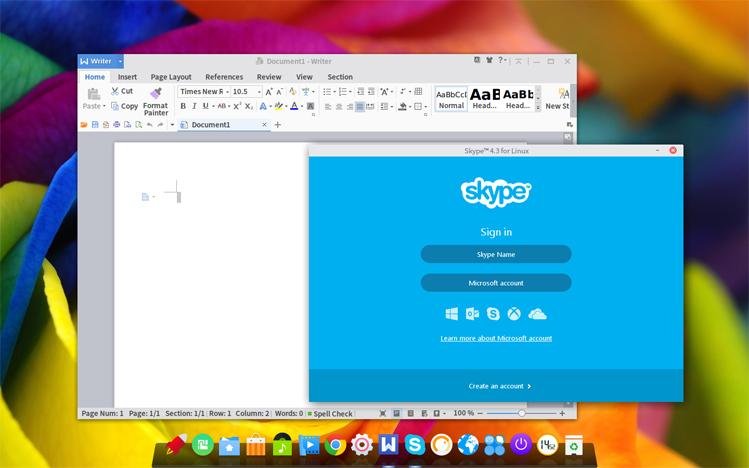 Writer
Document1 - Writer
Home Insert Page Layout References Review View Section
Paste Cut Copy Format Painter
Times New R 10.5
B I U AB X² X₂
AaBbCcD AaB AaBb
Normal Head... Head... New St
Document1
Skype™ 4.3 for Linux
skype
Sign in
Skype Name
Microsoft account
Learn more about Microsoft account
Create an account
Page Num: 1 Page: 1/1 Section: 1/1 Row: 1 Column: 2 Words: 0 Spell Check 100 %